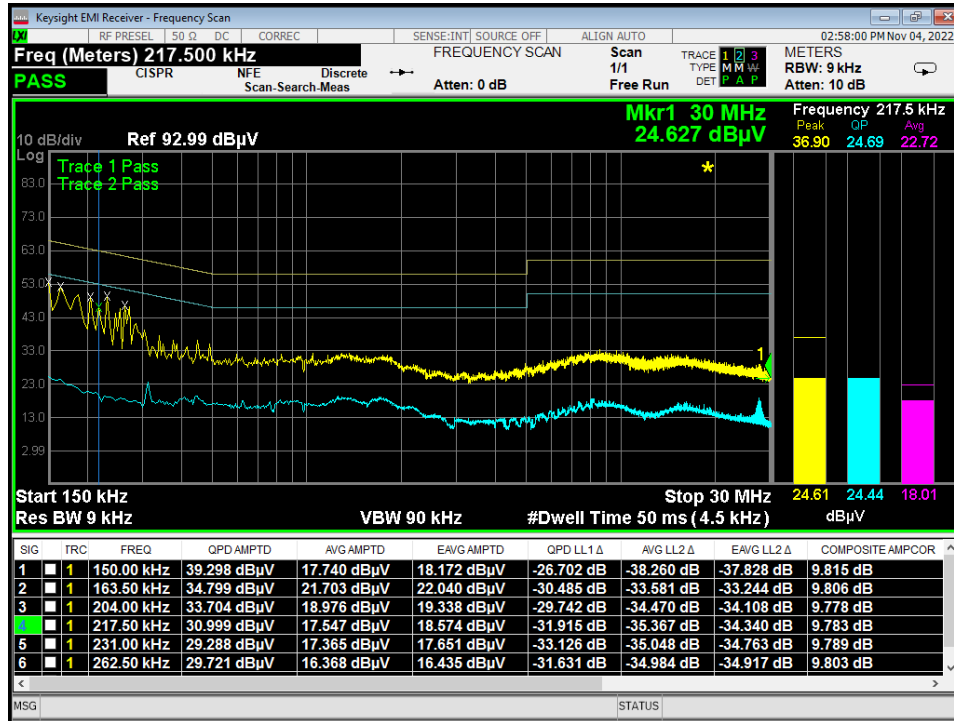 Keysight EMI Receiver - Frequency Scan
LXI RF PRESEL 50 Ω DC CORREC SENSE:INT SOURCE OFF ALIGN AUTO 02:58:00 PM Nov 04, 2022
Freq (Meters) 217.500 kHz FREQUENCY SCAN Scan TRACE 1 2 3 METERS
PASS CISPR NFE Discrete 1/1 TYPE M M W RBW: 9 kHz
Scan-Search-Meas Atten: 0 dB Free Run DET P A P Atten: 10 dB
Mkr1 30 MHz Frequency 217.5 kHz
24.627 dBµV Peak QP Avg
10 dB/div Ref 92.99 dBµV 36.90 24.69 22.72
Log
Trace 1 Pass
Trace 2 Pass
83.0
73.0
63.0
53.0
43.0
33.0
1
23.0
13.0
2.99
Start 150 kHz Stop 30 MHz 24.61 24.44 18.01
Res BW 9 kHz VBW 90 kHz #Dwell Time 50 ms (4.5 kHz) dBµV
SIG TRC FREQ QPD AMPTD AVG AMPTD EAVG AMPTD QPD LL1 Δ AVG LL2 Δ EAVG LL2 Δ COMPOSITE AMPCOR
1 1 150.00 kHz 39.298 dBµV 17.740 dBµV 18.172 dBµV -26.702 dB -38.260 dB -37.828 dB 9.815 dB
2 1 163.50 kHz 34.799 dBµV 21.703 dBµV 22.040 dBµV -30.485 dB -33.581 dB -33.244 dB 9.806 dB
3 1 204.00 kHz 33.704 dBµV 18.976 dBµV 19.338 dBµV -29.742 dB -34.470 dB -34.108 dB 9.778 dB
4 1 217.50 kHz 30.999 dBµV 17.547 dBµV 18.574 dBµV -31.915 dB -35.367 dB -34.340 dB 9.783 dB
5 1 231.00 kHz 29.288 dBµV 17.365 dBµV 17.651 dBµV -33.126 dB -35.048 dB -34.763 dB 9.789 dB
6 1 262.50 kHz 29.721 dBµV 16.368 dBµV 16.435 dBµV -31.631 dB -34.984 dB -34.917 dB 9.803 dB
MSG STATUS